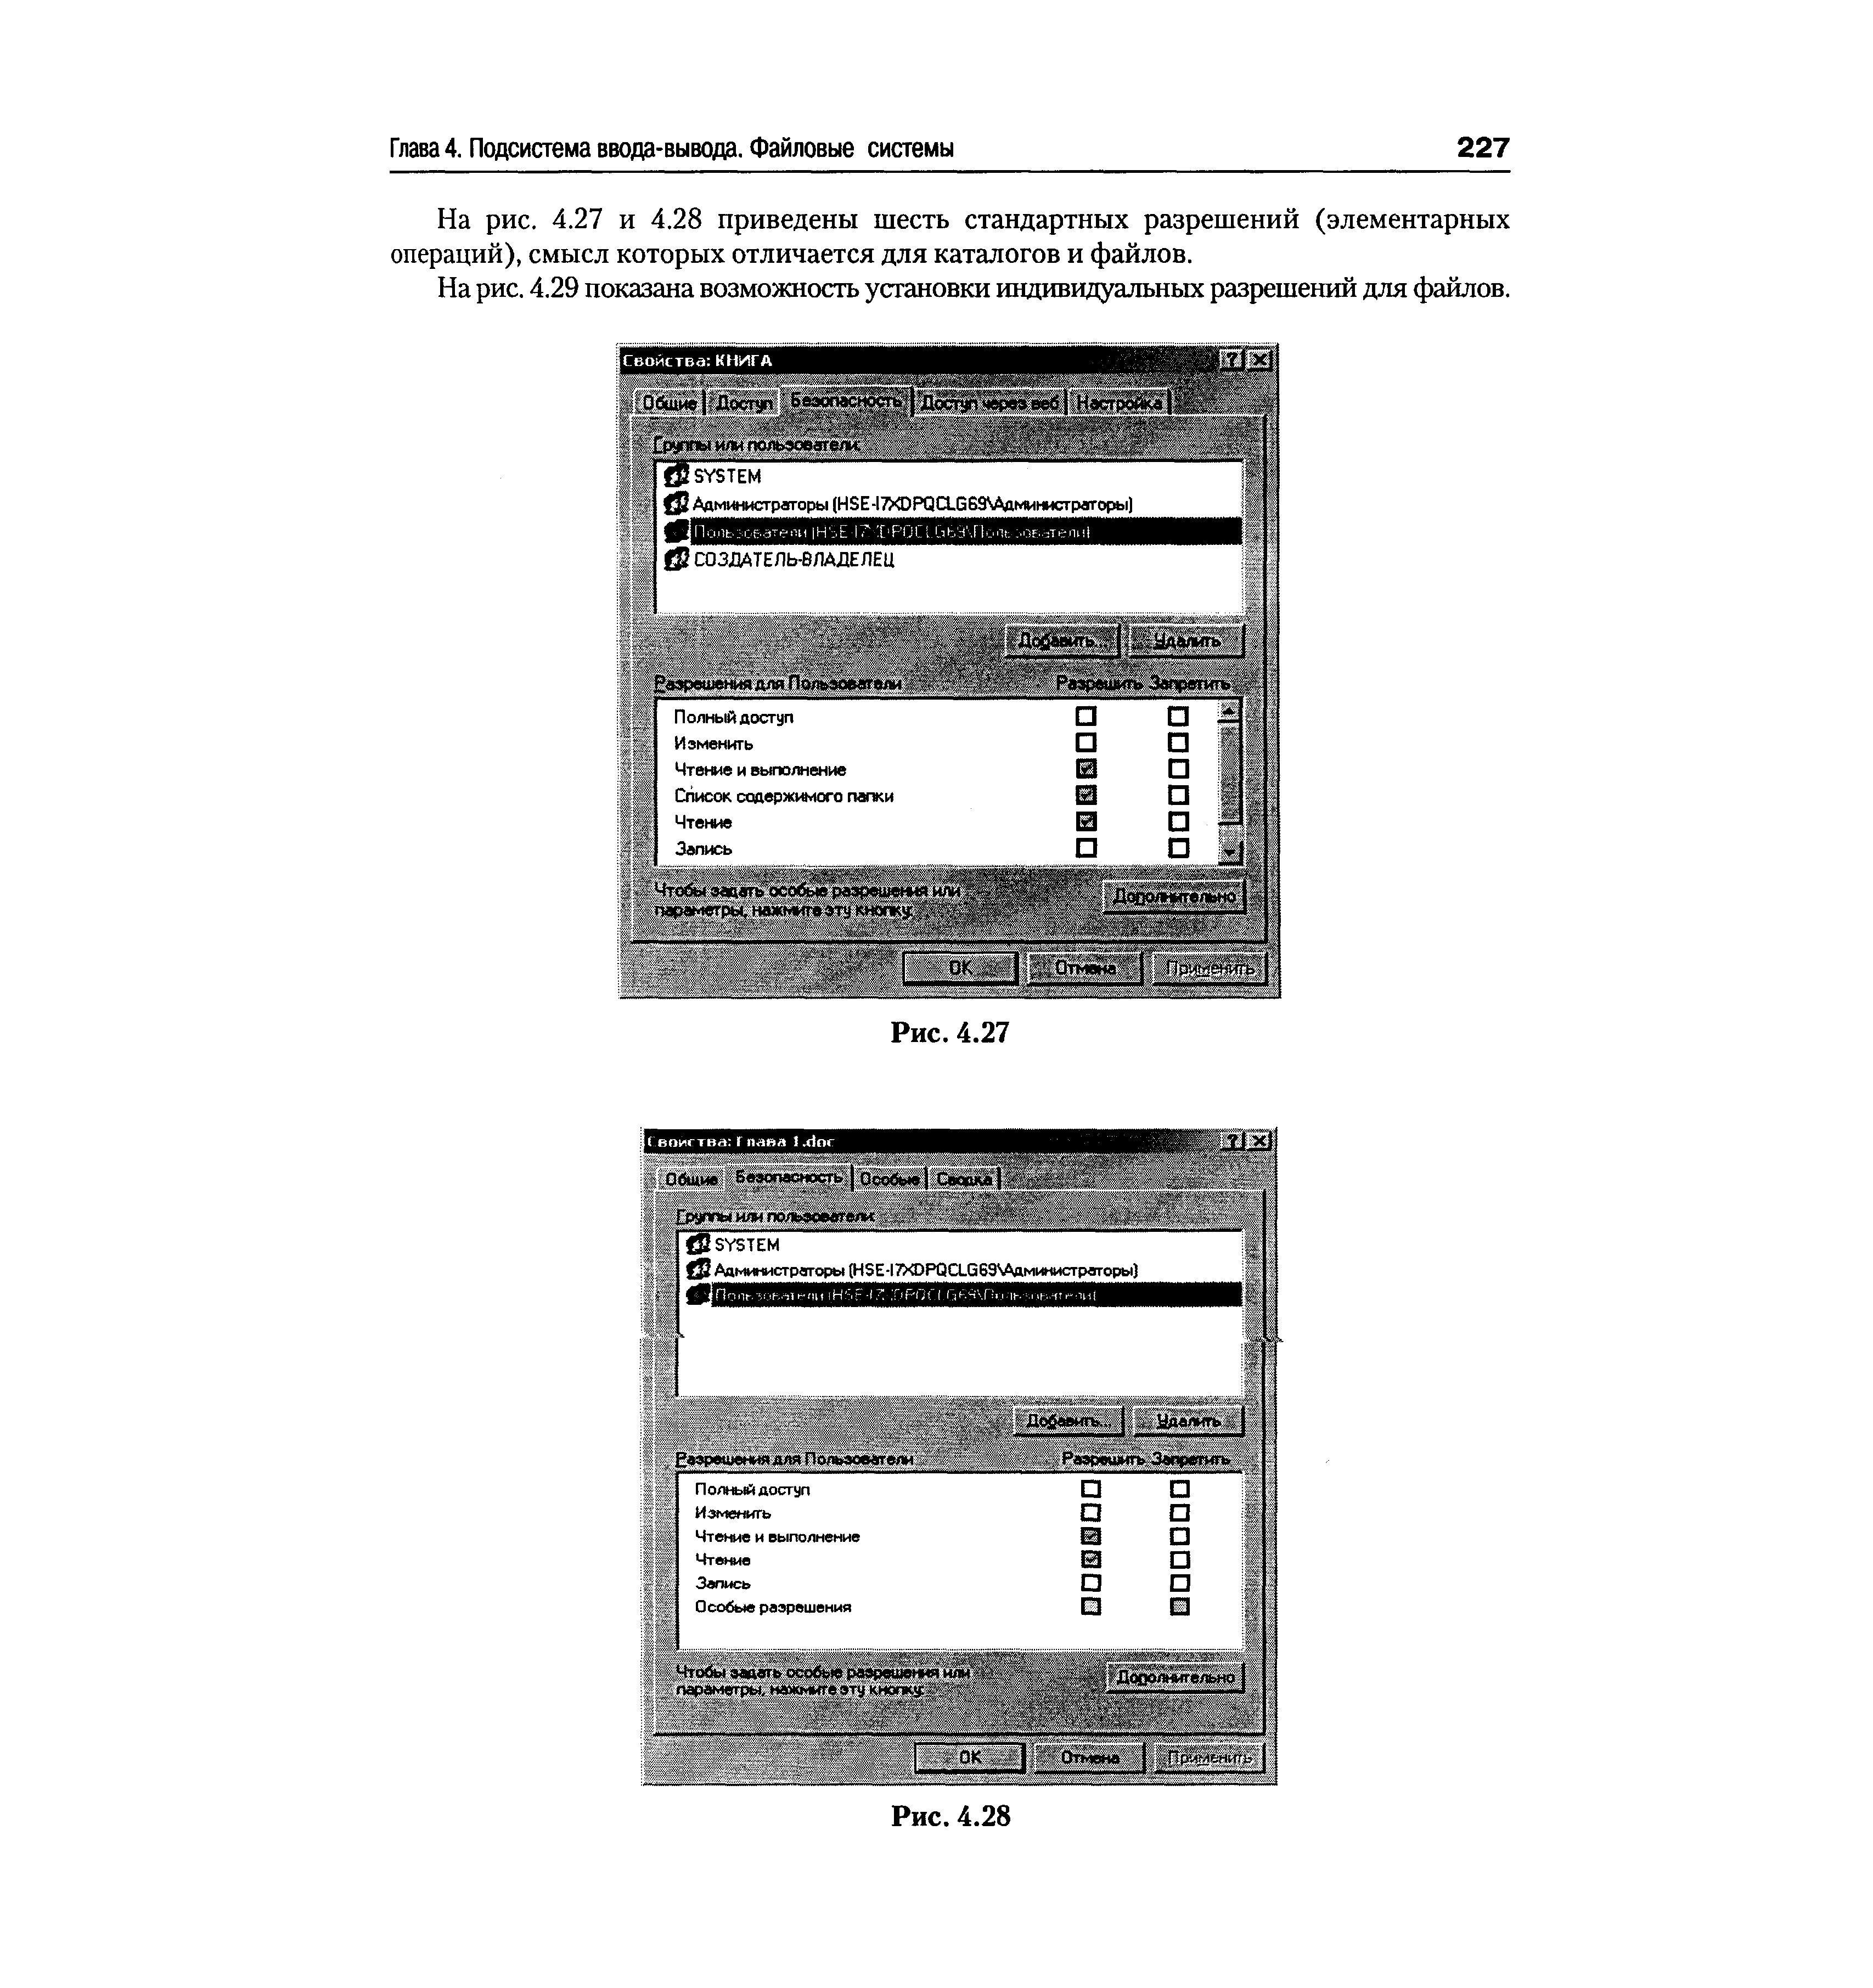 Глава 4. Подсистема ввода-вывода. Файловые системы 227
На рис. 4.27 и 4.28 приведены шесть стандартных разрешений (элементарных
операций), смысл которых отличается для каталогов и файлов.
На рис. 4.29 показана возможность установки индивидуальных разрешений для файлов.
Свойства: КНИГА
Общие Доступ Безопасность Доступ через веб Настройка
Группы или пользователи:
SYSTEM
Администраторы (HSE-I7XDPQCLG69\Администраторы)
Пользователи (HSE-I7XDPQCLG69\Пользователи)
СОЗДАТЕЛЬ-ВЛАДЕЛЕЦ
Добавить... Удалить
Разрешения для Пользователи Разрешить Запретить
Полный доступ
Изменить
Чтение и выполнение
Список содержимого папки
Чтение
Запись
Чтобы задать особые разрешения или
параметры, нажмите эту кнопку: Дополнительно
OK Отмена Применить
Рис. 4.27
Свойства: Глава 1.doc
Общие Безопасность Особые Сводка
Группы или пользователи:
SYSTEM
Администраторы (HSE-I7XDPQCLG69\Администраторы)
Пользователи (HSE-I7XDPQCLG69\Пользователи)
Добавить... Удалить
Разрешения для Пользователи Разрешить Запретить
Полный доступ
Изменить
Чтение и выполнение
Чтение
Запись
Особые разрешения
Чтобы задать особые разрешения или
параметры, нажмите эту кнопку: Дополнительно
OK Отмена Применить
Рис. 4.28